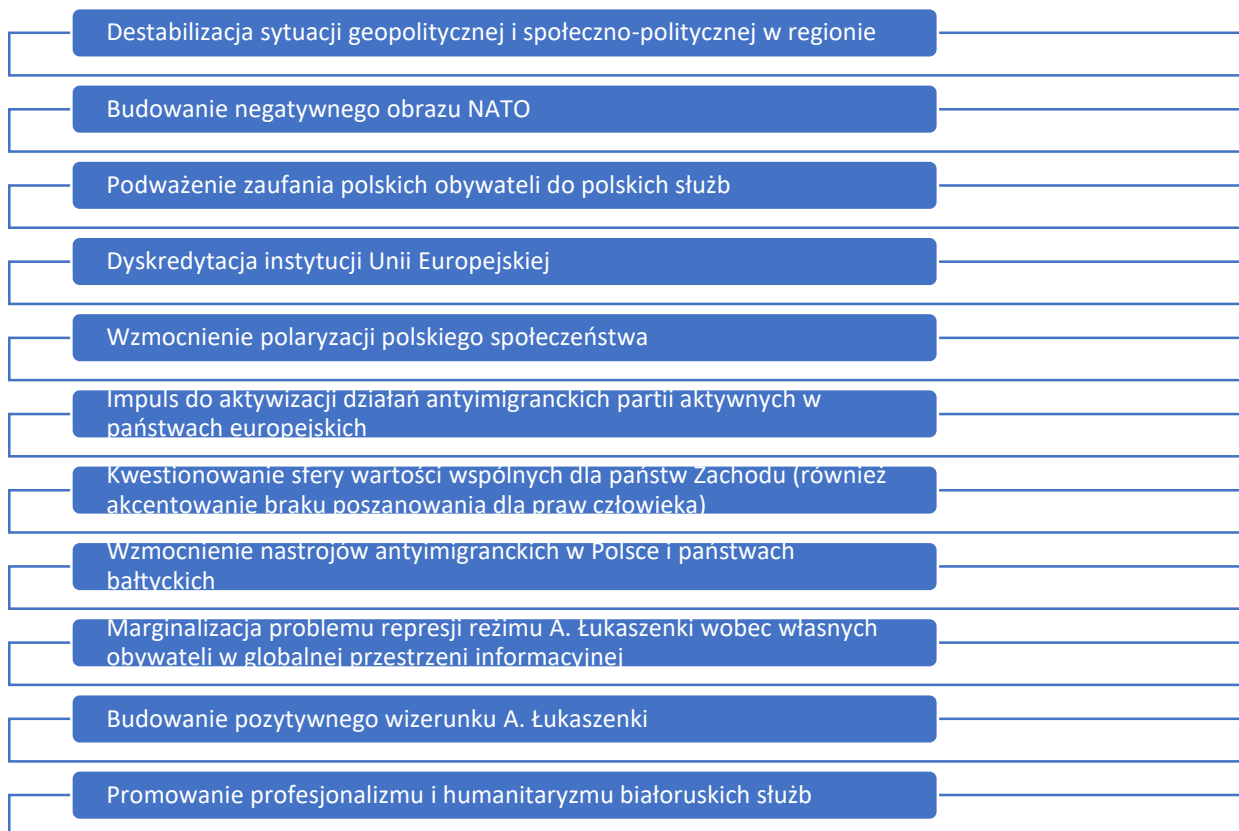 Destabilizacja sytuacji geopolitycznej i społeczno-politycznej w regionie
Budowanie negatywnego obrazu NATO
Podważenie zaufania polskich obywateli do polskich służb
Dyskredytacja instytucji Unii Europejskiej
Wzmocnienie polaryzacji polskiego społeczeństwa
Impuls do aktywizacji działań antyimigranckich partii aktywnych w
państwach europejskich
Kwestionowanie sfery wartości wspólnych dla państw Zachodu (również
akcentowanie braku poszanowania dla praw człowieka)
Wzmocnienie nastrojów antyimigranckich w Polsce i państwach
bałtyckich
Marginalizacja problemu represji reżimu A. Łukaszenki wobec własnych
obywateli w globalnej przestrzeni informacyjnej
Budowanie pozytywnego wizerunku A. Łukaszenki
Promowanie profesjonalizmu i humanitaryzmu białoruskich służb